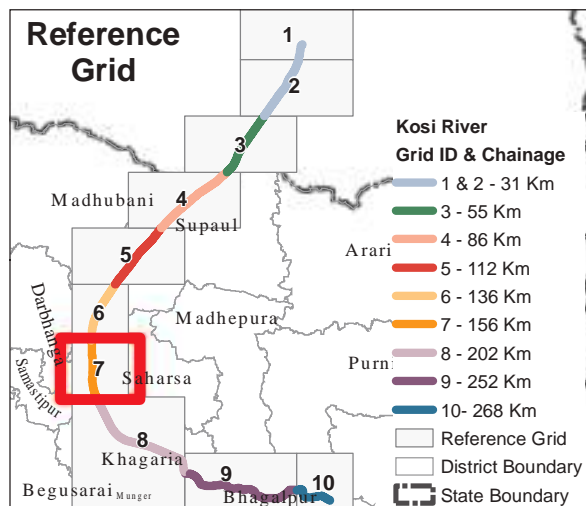 Reference
Grid
1
2
3
4
5
6
7
8
9
10
Madhubani
Supaul
Arari
Darbhanga
Madhepura
Samastipur
Saharsa
Purni
Khagaria
Begusarai
Munger
Bhagalpur
Kosi River
Grid ID & Chainage
1 & 2 - 31 Km
3 - 55 Km
4 - 86 Km
5 - 112 Km
6 - 136 Km
7 - 156 Km
8 - 202 Km
9 - 252 Km
10- 268 Km
Reference Grid
District Boundary
State Boundary